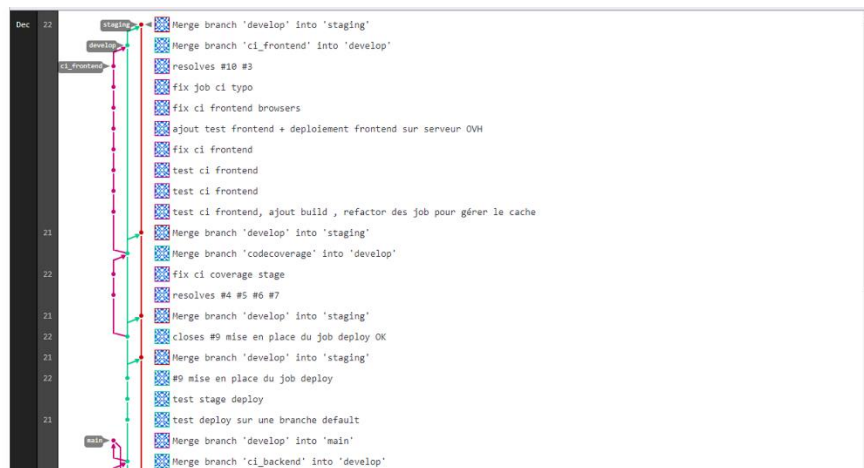 Dec 22 staging Merge branch 'develop' into 'staging'
develop Merge branch 'ci_frontend' into 'develop'
ci_frontend resolves #10 #3
fix job ci typo
fix ci frontend browsers
ajout test frontend + deploiement frontend sur serveur OVH
fix ci frontend
test ci frontend
test ci frontend
test ci frontend, ajout build , refactor des job pour gérer le cache
21 Merge branch 'develop' into 'staging'
Merge branch 'codecoverage' into 'develop'
22 fix ci coverage stage
resolves #4 #5 #6 #7
21 Merge branch 'develop' into 'staging'
22 closes #9 mise en place du job deploy OK
21 Merge branch 'develop' into 'staging'
22 #9 mise en place du job deploy
test stage deploy
21 test deploy sur une branche default
main Merge branch 'develop' into 'main'
Merge branch 'ci_backend' into 'develop'